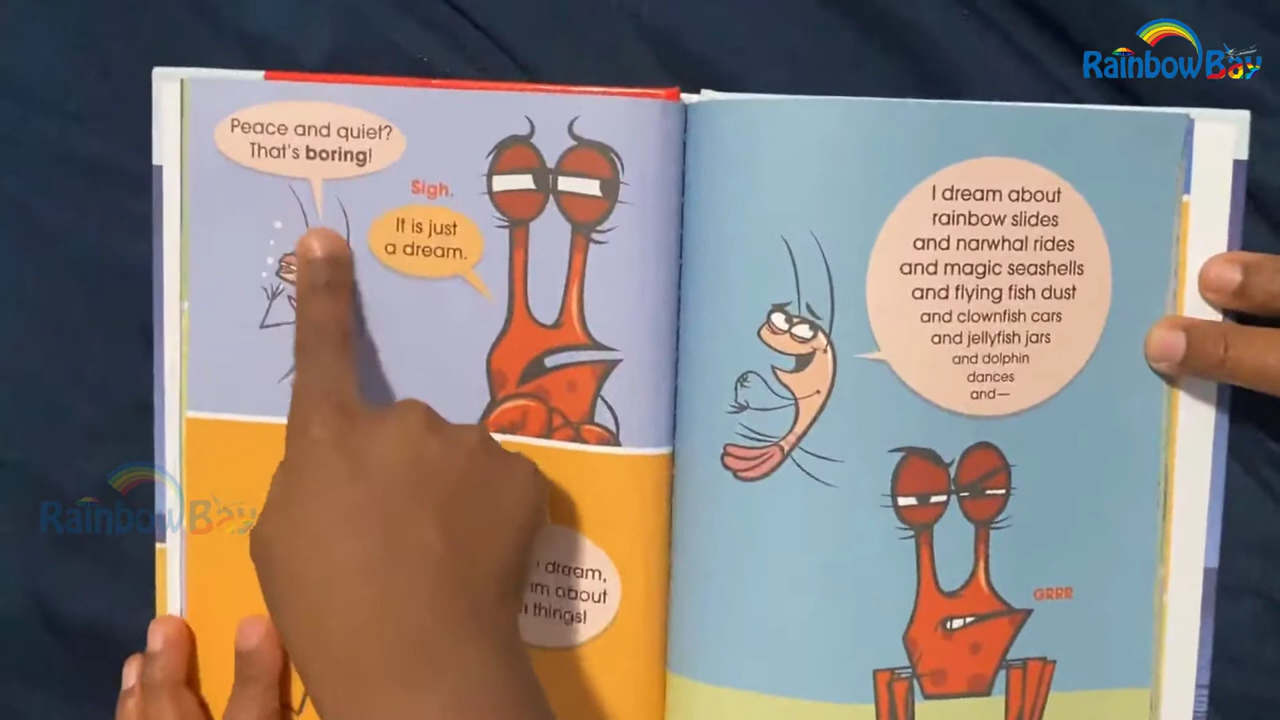 RainbowBay
Peace and quiet?
That's boring!
Sigh.
It is just
a dream.
dream,
about
things!
I dream about
rainbow slides
and narwhal rides
and magic seashells
and flying fish dust
and clownfish cars
and jellyfish jars
and dolphin
dances
and—
GRRR
RainbowBay